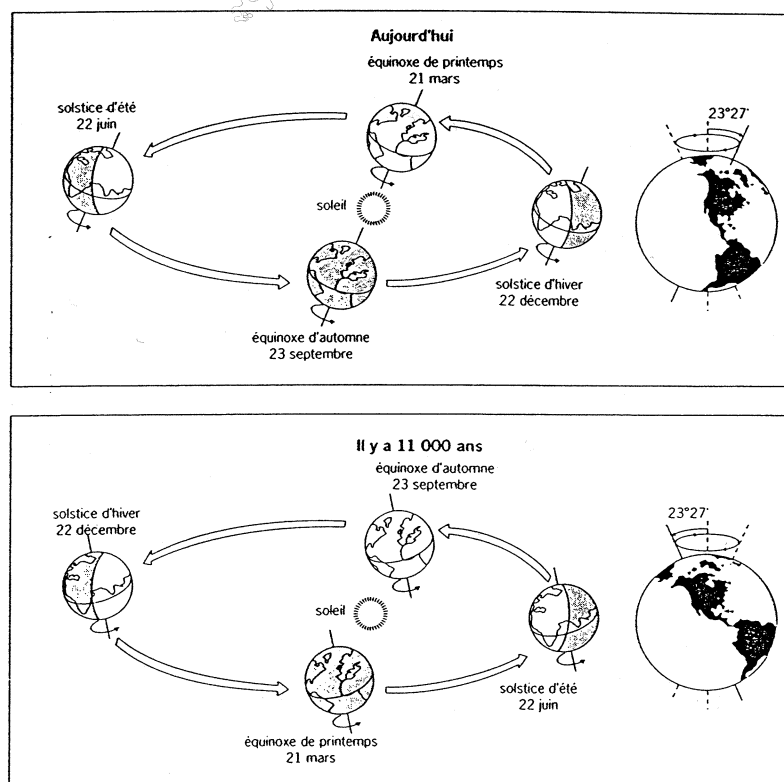 Aujourd'hui
équinoxe de printemps
21 mars
solstice d'été
22 juin
23°27'
soleil
solstice d'hiver
22 décembre
équinoxe d'automne
23 septembre
Il y a 11 000 ans
équinoxe d'automne
23 septembre
solstice d'hiver
22 décembre
23°27'
soleil
solstice d'été
22 juin
équinoxe de printemps
21 mars